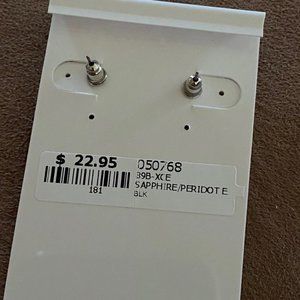 $ 22.95
181
050768
39B-XCE
SAPPHIRE/PERIDOT E
BLK